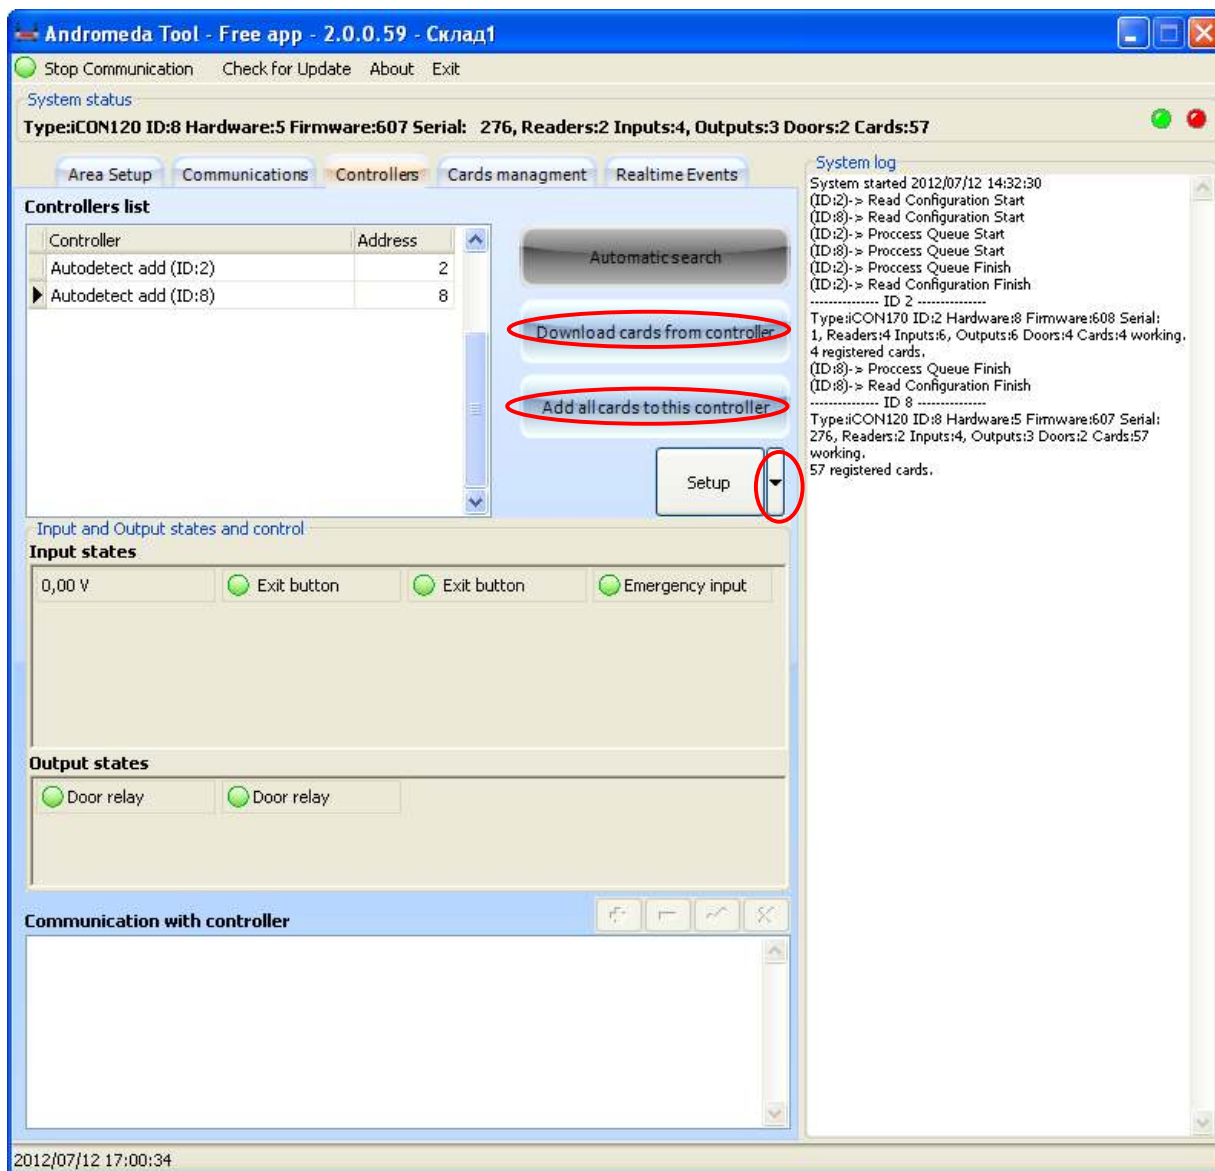 Andromeda Tool - Free app - 2.0.0.59 - Склад1
Stop Communication Check for Update About Exit
System status
Type:iCON120 ID:8 Hardware:5 Firmware:607 Serial: 276, Readers:2 Inputs:4, Outputs:3 Doors:2 Cards:57
Area Setup Communications Controllers Cards managment Realtime Events
Controllers list
Controller Address
Autodetect add (ID:2) 2
Autodetect add (ID:8) 8
Automatic search
Download cards from controller
Add all cards to this controller
Setup
Input and Output states and control
Input states
0,00 V Exit button Exit button Emergency input
Output states
Door relay Door relay
Communication with controller
System log
System started 2012/07/12 14:32:30
(ID:2)-> Read Configuration Start
(ID:8)-> Read Configuration Start
(ID:2)-> Proccess Queue Start
(ID:8)-> Proccess Queue Start
(ID:2)-> Proccess Queue Finish
(ID:2)-> Read Configuration Finish
--------------- ID 2 ---------------
Type:iCON170 ID:2 Hardware:8 Firmware:608 Serial:
1, Readers:4 Inputs:6, Outputs:6 Doors:4 Cards:4 working.
4 registered cards.
(ID:8)-> Proccess Queue Finish
(ID:8)-> Read Configuration Finish
--------------- ID 8 ---------------
Type:iCON120 ID:8 Hardware:5 Firmware:607 Serial:
276, Readers:2 Inputs:4, Outputs:3 Doors:2 Cards:57
working.
57 registered cards.
2012/07/12 17:00:34